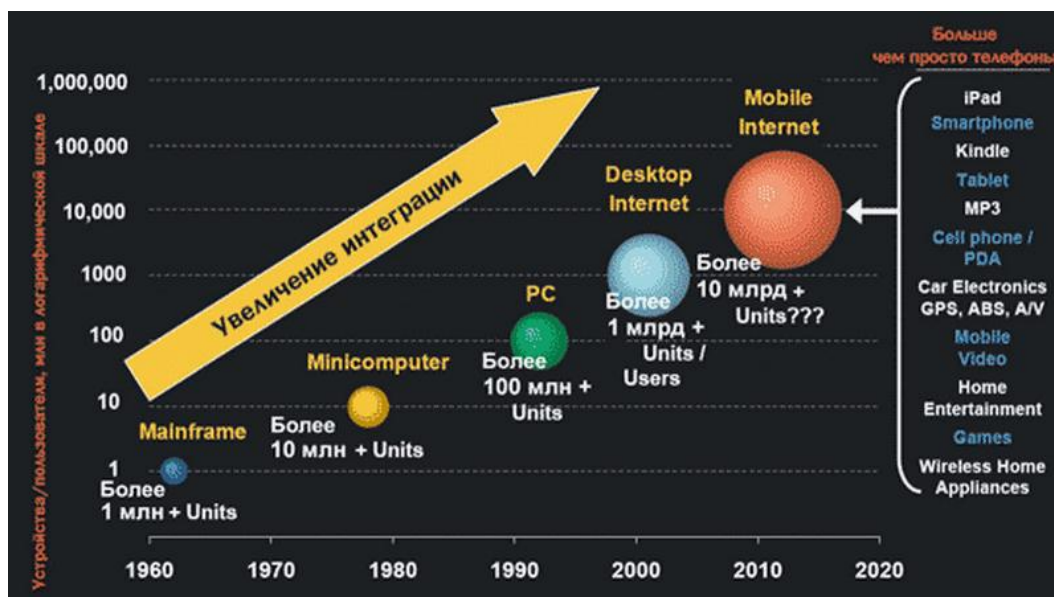 Больше
чем просто телефоны
1,000,000
100,000
10,000
1000
100
10
1
Устройства/пользователи, млн в логарифмической шкале
Увеличение интеграции
Mainframe
Более
1 млн + Units
Minicomputer
Более
10 млн + Units
PC
Более
100 млн +
Units
Desktop
Internet
Более
1 млрд +
Units /
Users
Mobile
Internet
Более
10 млрд +
Units???
iPad
Smartphone
Kindle
Tablet
MP3
Cell phone /
PDA
Car Electronics
GPS, ABS, A/V
Mobile
Video
Home
Entertainment
Games
Wireless Home
Appliances
1960
1970
1980
1990
2000
2010
2020